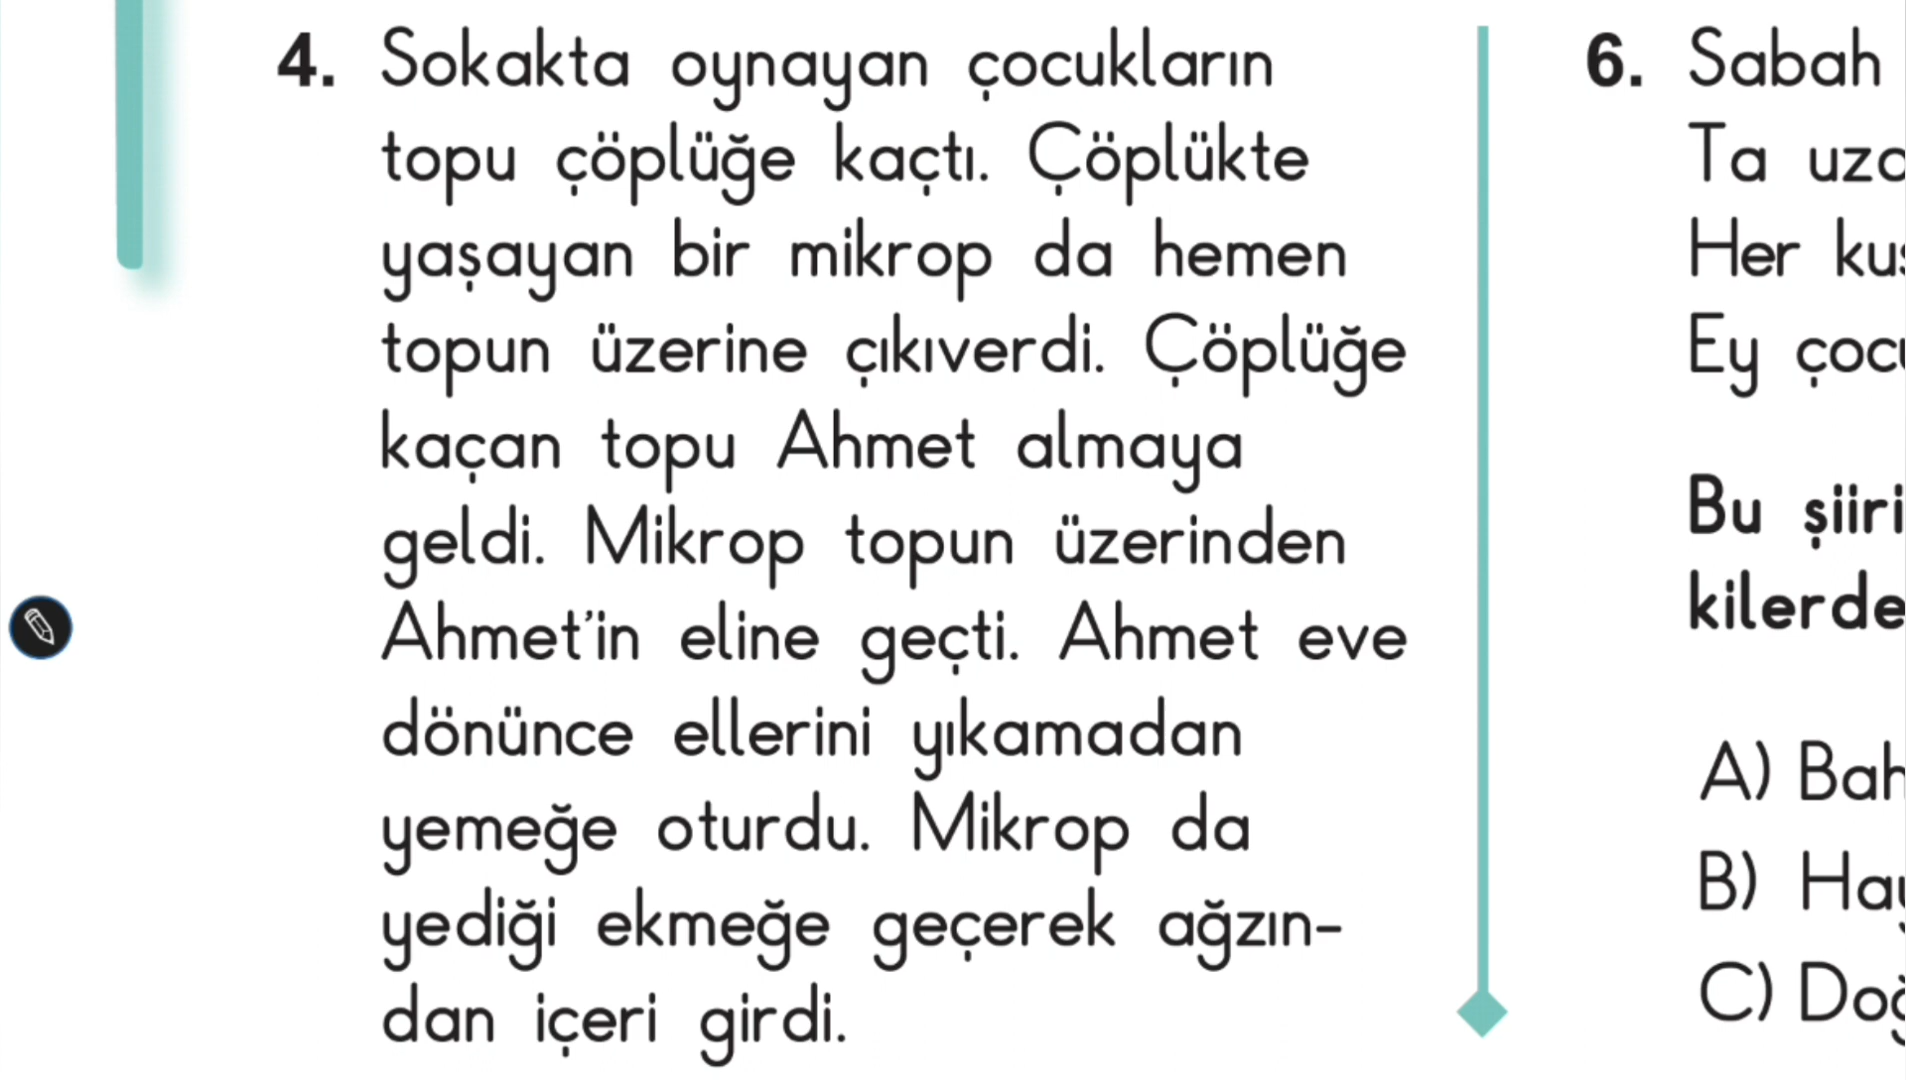 4. Sokakta oynayan çocukların
topu çöplüğe kaçtı. Çöplükte
yaşayan bir mikrop da hemen
topun üzerine çıkıverdi. Çöplüğe
kaçan topu Ahmet almaya
geldi. Mikrop topun üzerinden
Ahmet'in eline geçti. Ahmet eve
dönünce ellerini yıkamadan
yemeğe oturdu. Mikrop da
yediği ekmeğe geçerek ağzın-
dan içeri girdi.
6. Sabah
Ta
Her
Ey
Bu
A)
B)
C)